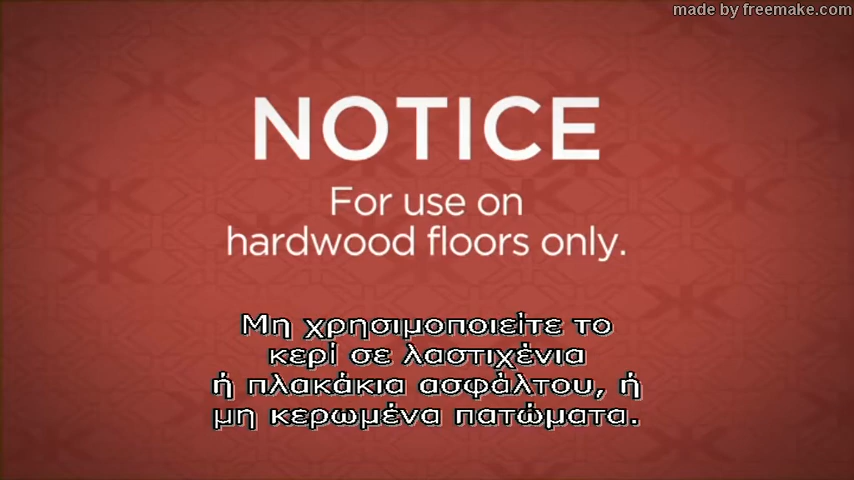 made by freemake.com
NOTICE
For use on
hardwood floors only.
Μη χρησιμοποιείτε το
κερί σε λαστιχένια
ή πλακάκια ασφάλτου, ή
μη κερωμένα πατώματα.